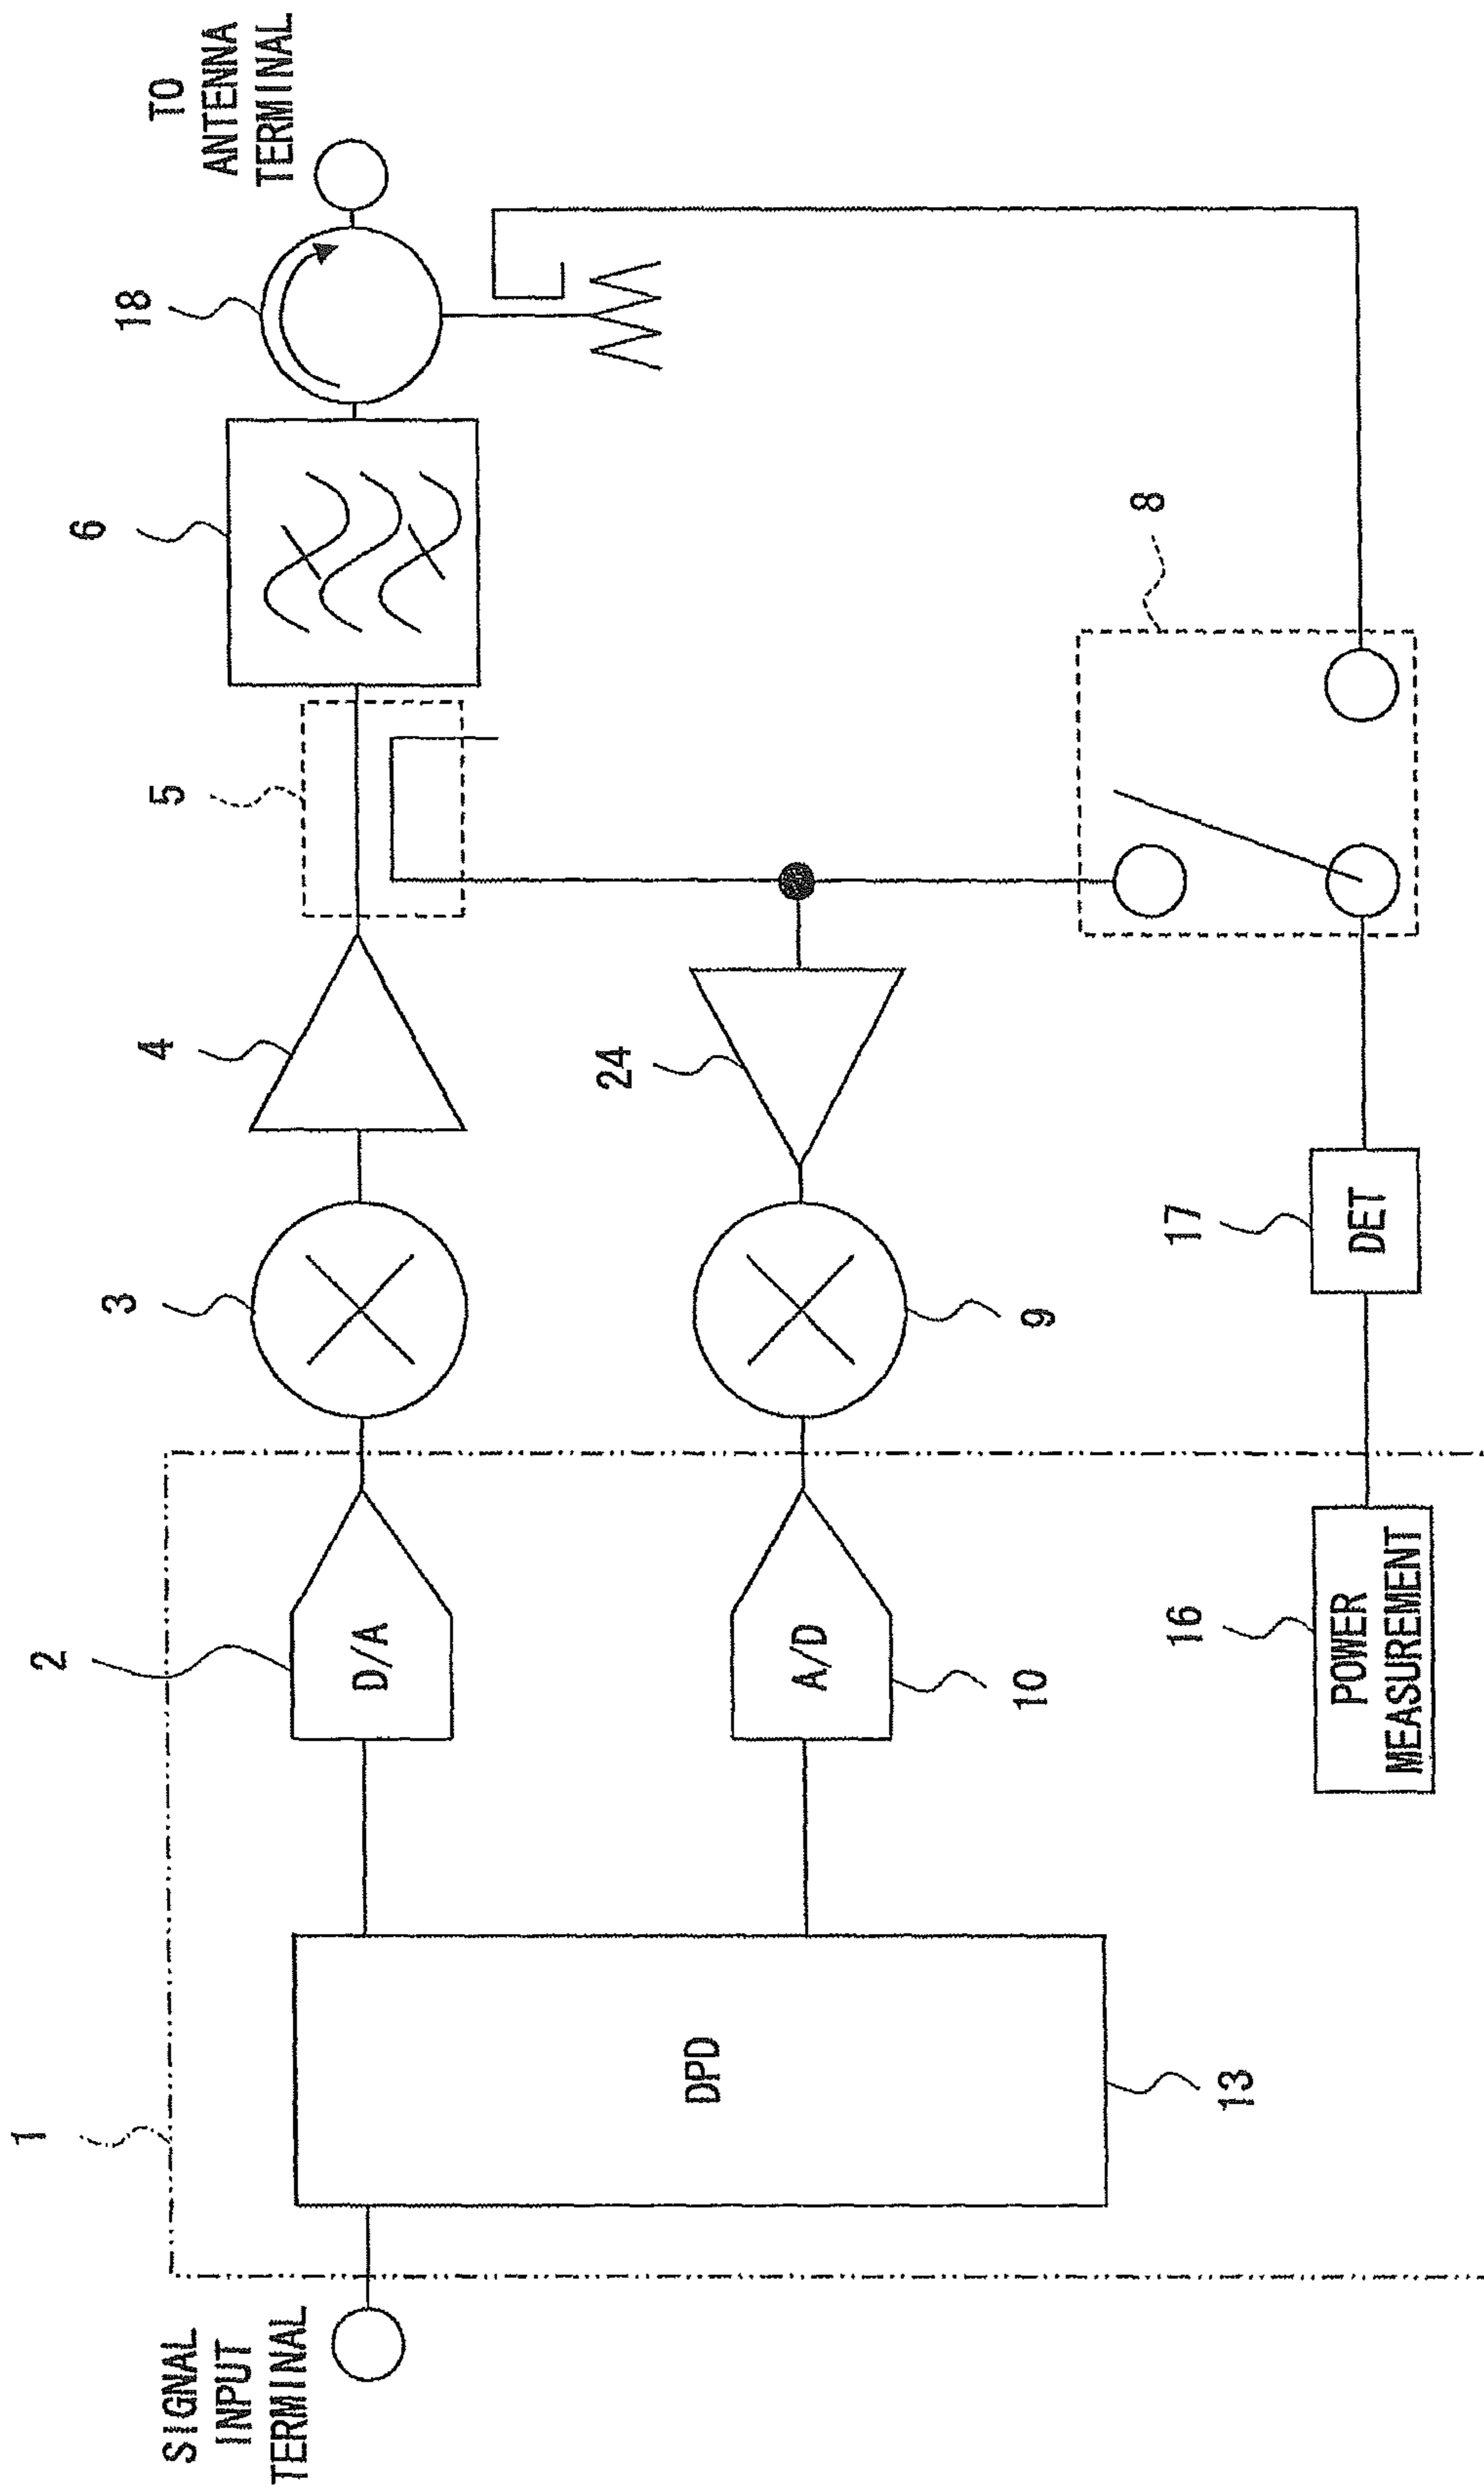 SIGNAL
INPUT
TERMINAL
1
DPD
13
2
D/A
A/D
10
16
POWER
MEASUREMENT
3
9
17
DET
4
24
5
8
6
18
TO
ANTENNA
TERMINAL